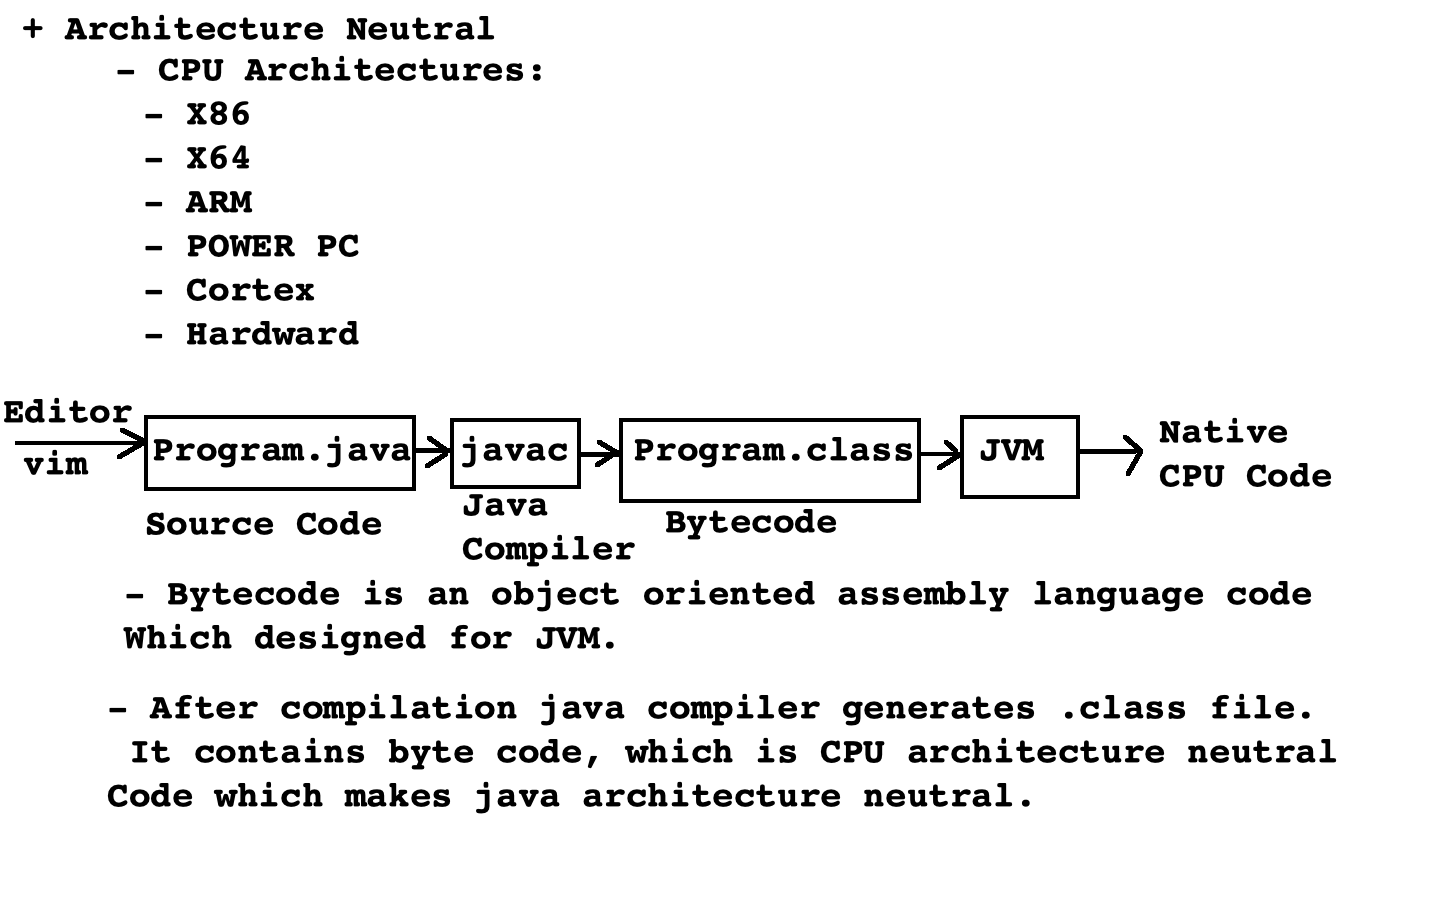 + Architecture Neutral
- CPU Architectures:
- X86
- X64
- ARM
- POWER PC
- Cortex
- Hardward
Editor
vim
Program.java
Source Code
javac
Java
Compiler
Program.class
Bytecode
JVM
Native
CPU Code
- Bytecode is an object oriented assembly language code
Which designed for JVM.
- After compilation java compiler generates .class file.
It contains byte code, which is CPU architecture neutral
Code which makes java architecture neutral.